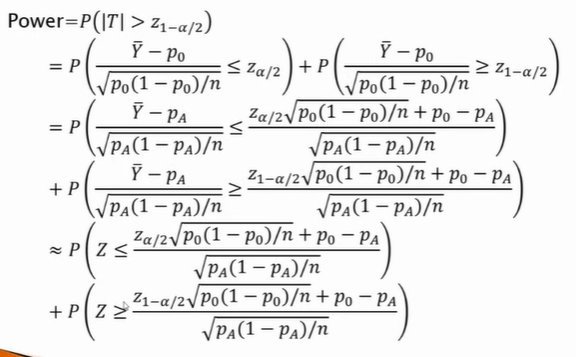 Power=P(|T| > z_{1−α/2})
= P( (Ȳ − p_0)/√(p_0(1 − p_0)/n) ≤ z_{α/2} ) + P( (Ȳ − p_0)/√(p_0(1 − p_0)/n) ≥ z_{1−α/2} )
= P( (Ȳ − p_A)/√(p_A(1 − p_A)/n) ≤ (z_{α/2}√(p_0(1 − p_0)/n) + p_0 − p_A)/√(p_A(1 − p_A)/n) )
+ P( (Ȳ − p_A)/√(p_A(1 − p_A)/n) ≥ (z_{1−α/2}√(p_0(1 − p_0)/n) + p_0 − p_A)/√(p_A(1 − p_A)/n) )
≈ P( Z ≤ (z_{α/2}√(p_0(1 − p_0)/n) + p_0 − p_A)/√(p_A(1 − p_A)/n) )
+ P( Z ≥ (z_{1−α/2}√(p_0(1 − p_0)/n) + p_0 − p_A)/√(p_A(1 − p_A)/n) )